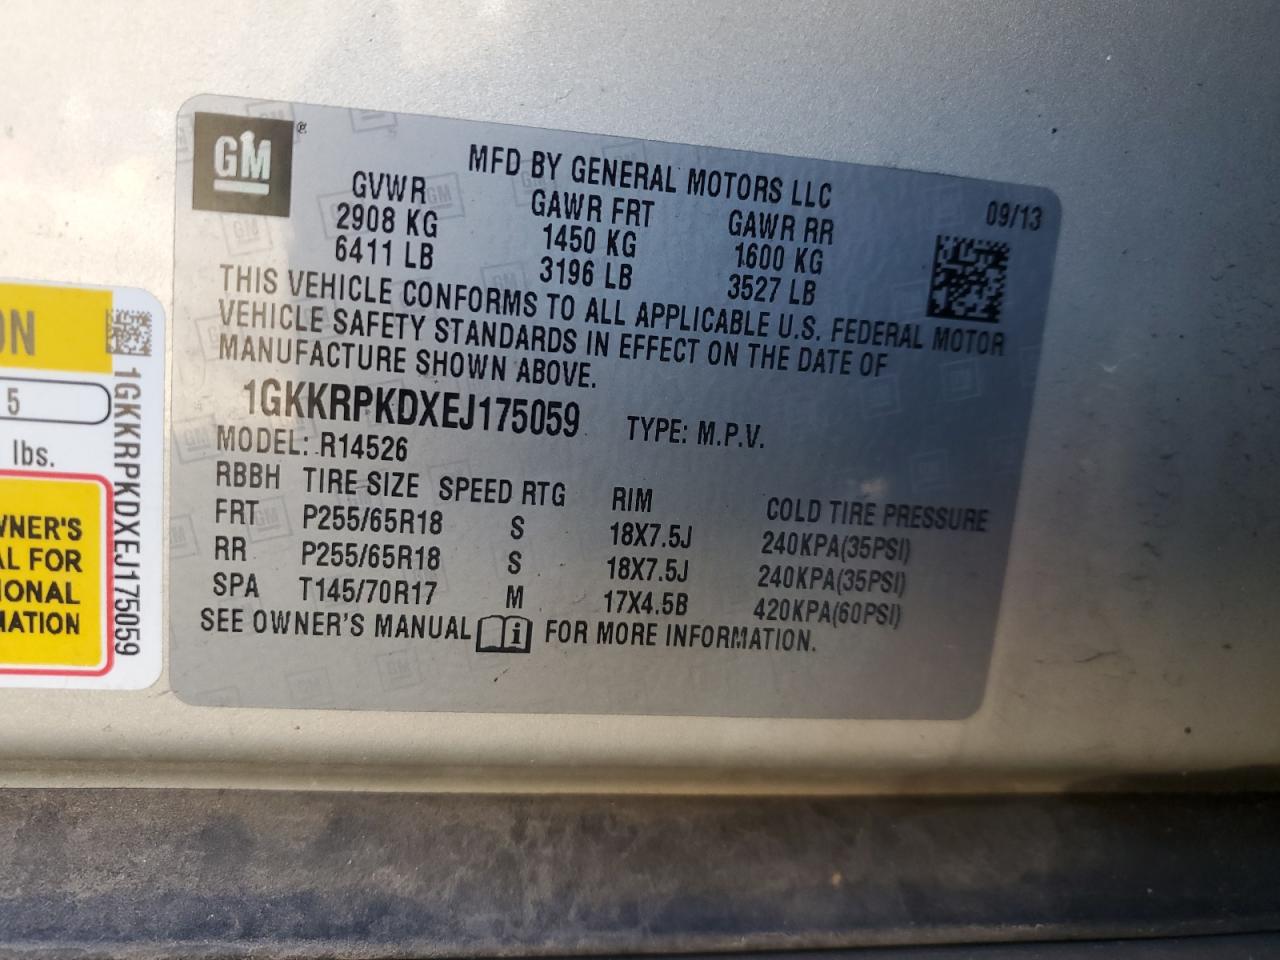 GM ®
MFD BY GENERAL MOTORS LLC
GVWR GAWR FRT GAWR RR 09/13
2908 KG 1450 KG 1600 KG
6411 LB 3196 LB 3527 LB
THIS VEHICLE CONFORMS TO ALL APPLICABLE U.S. FEDERAL MOTOR
VEHICLE SAFETY STANDARDS IN EFFECT ON THE DATE OF
MANUFACTURE SHOWN ABOVE.
1GKKRPKDXEJ175059 TYPE: M.P.V.
MODEL: R14526
RBBH TIRE SIZE SPEED RTG RIM COLD TIRE PRESSURE
FRT P255/65R18 S 18X7.5J 240KPA(35PSI)
RR P255/65R18 S 18X7.5J 240KPA(35PSI)
SPA T145/70R17 M 17X4.5B 420KPA(60PSI)
SEE OWNER'S MANUAL i FOR MORE INFORMATION.
ON
5
lbs.
WNER'S
AL FOR
IONAL
MATION
1GKKRPKDXEJ175059